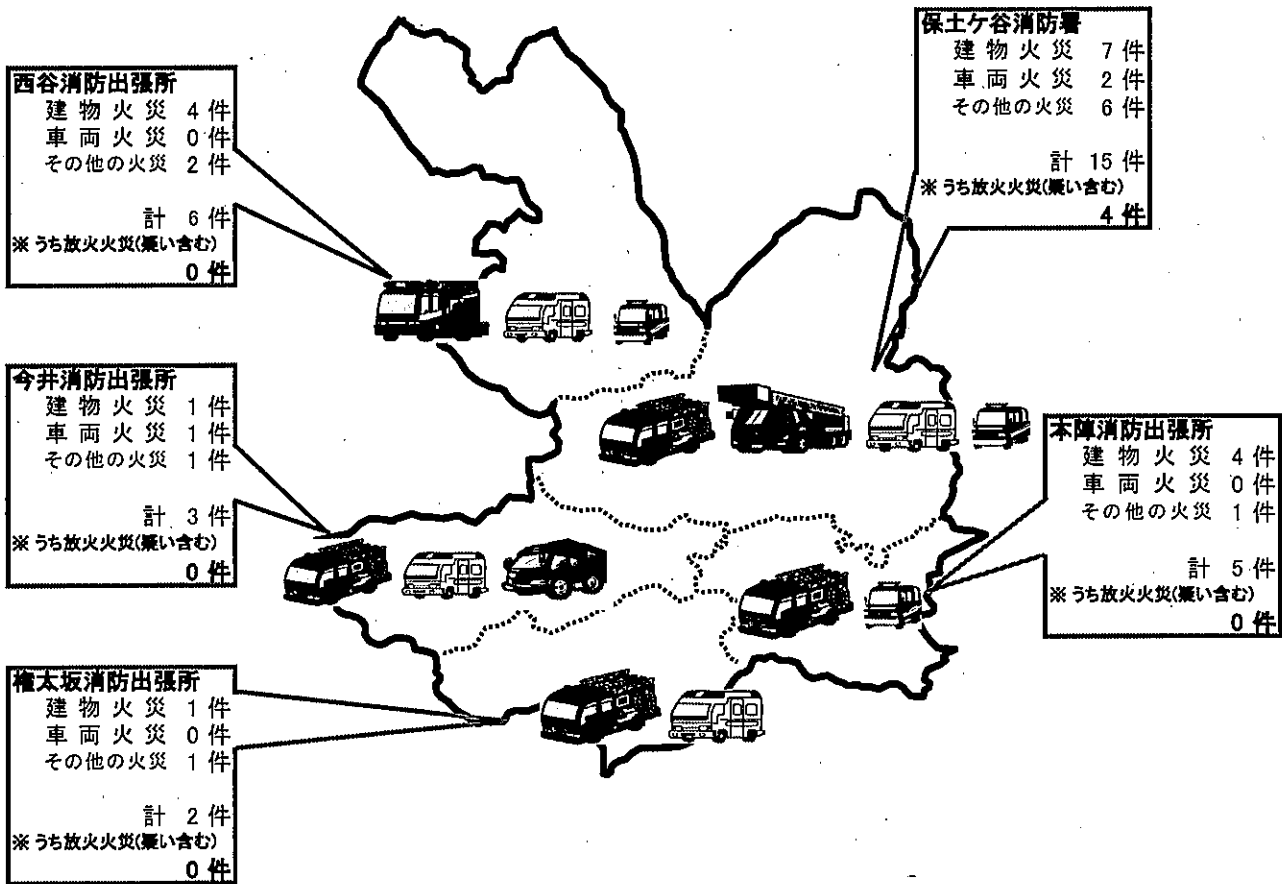 西谷消防出張所
建物火災 4件
車両火災 0件
その他の火災 2件
計 6件
※うち放火火災(疑い含む)
0件
保土ケ谷消防署
建物火災 7件
車両火災 2件
その他の火災 6件
計 15件
※うち放火火災(疑い含む)
4件
今井消防出張所
建物火災 1件
車両火災 1件
その他の火災 1件
計 3件
※うち放火火災(疑い含む)
0件
本陣消防出張所
建物火災 4件
車両火災 0件
その他の火災 1件
計 5件
※うち放火火災(疑い含む)
0件
権太坂消防出張所
建物火災 1件
車両火災 0件
その他の火災 1件
計 2件
※うち放火火災(疑い含む)
0件